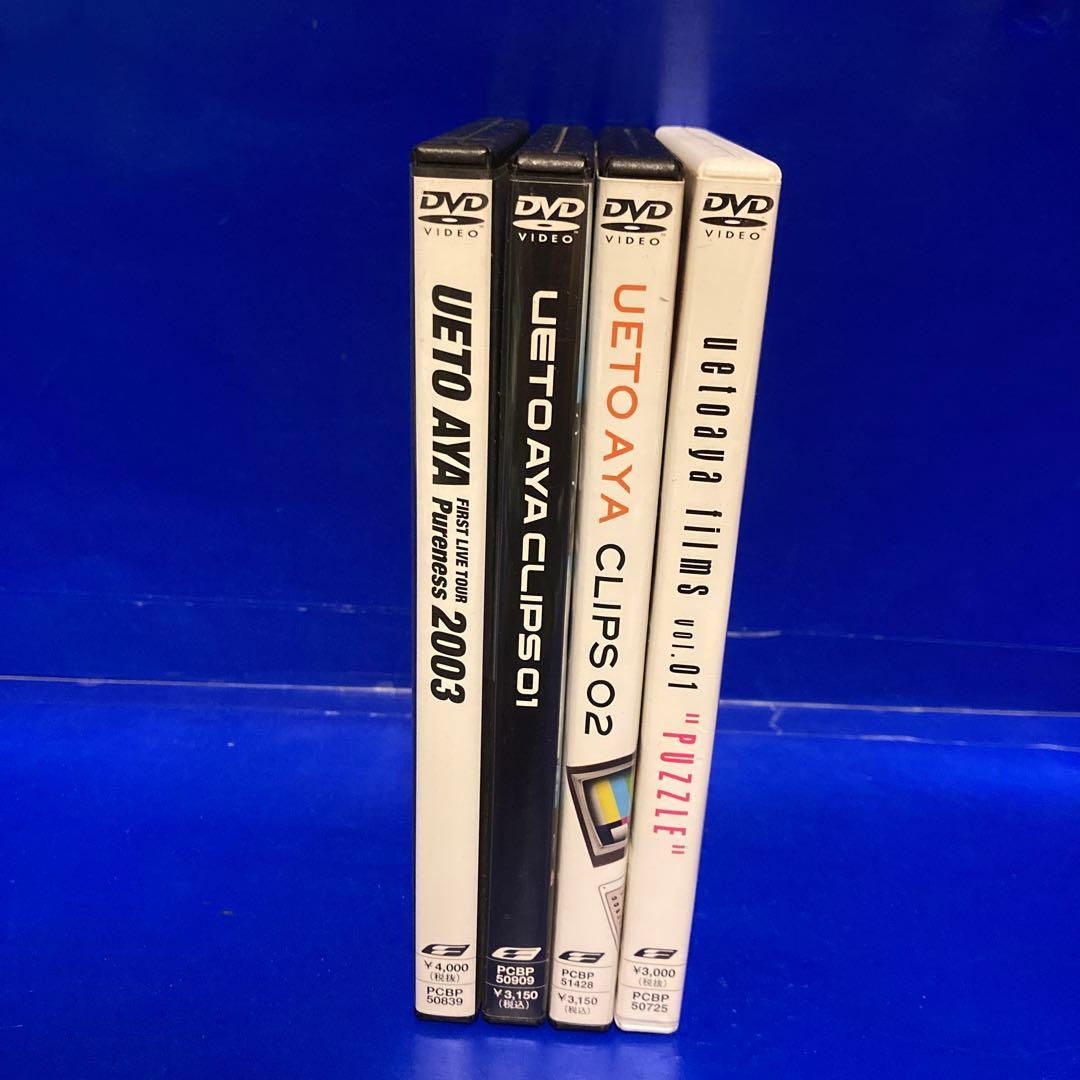 DVD
VIDEO
UETO AYA
FIRST LIVE TOUR
Pureness
2003
¥4,000
(税抜)
PCBP
50839
DVD
VIDEO
UETO AYA CLIPS 01
PCBP
50909
¥3,150
(税込)
DVD
VIDEO
UETO AYA CLIPS 02
PCBP
51428
¥3,150
(税込)
DVD
VIDEO
uetoaya films vol.01 "PUZZLE"
¥3,000
(税抜)
PCBP
50725